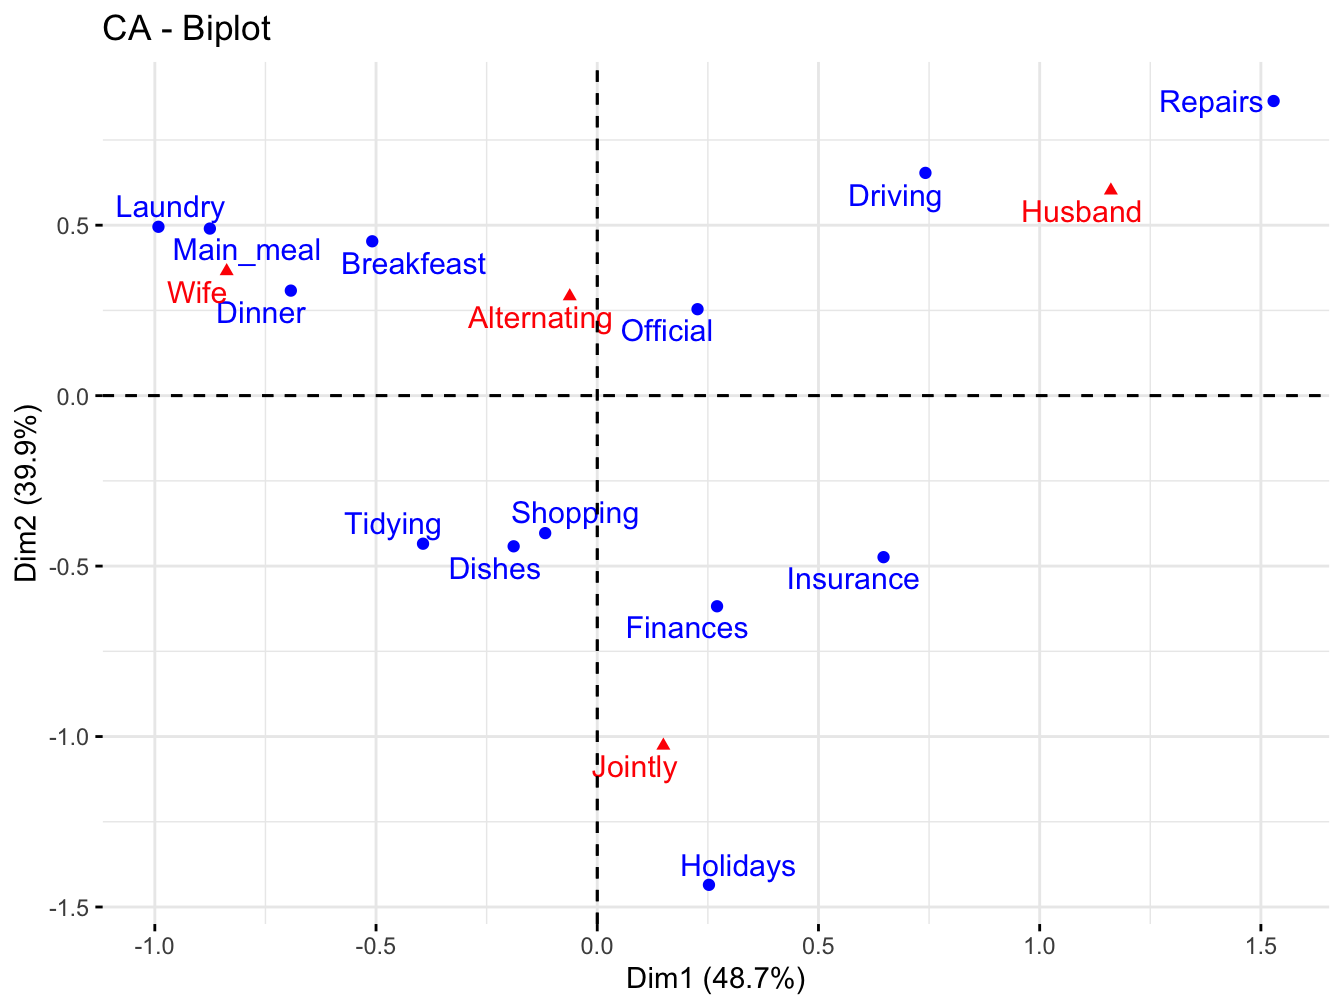 CA - Biplot
Repairs
Driving
Husband
Laundry
Main_meal
Breakfeast
Wife
Dinner
Alternating
Official
Shopping
Tidying
Dishes
Insurance
Finances
Jointly
Holidays
0.5
0.0
-0.5
-1.0
-1.5
Dim2 (39.9%)
-1.0 -0.5 0.0 0.5 1.0 1.5
Dim1 (48.7%)